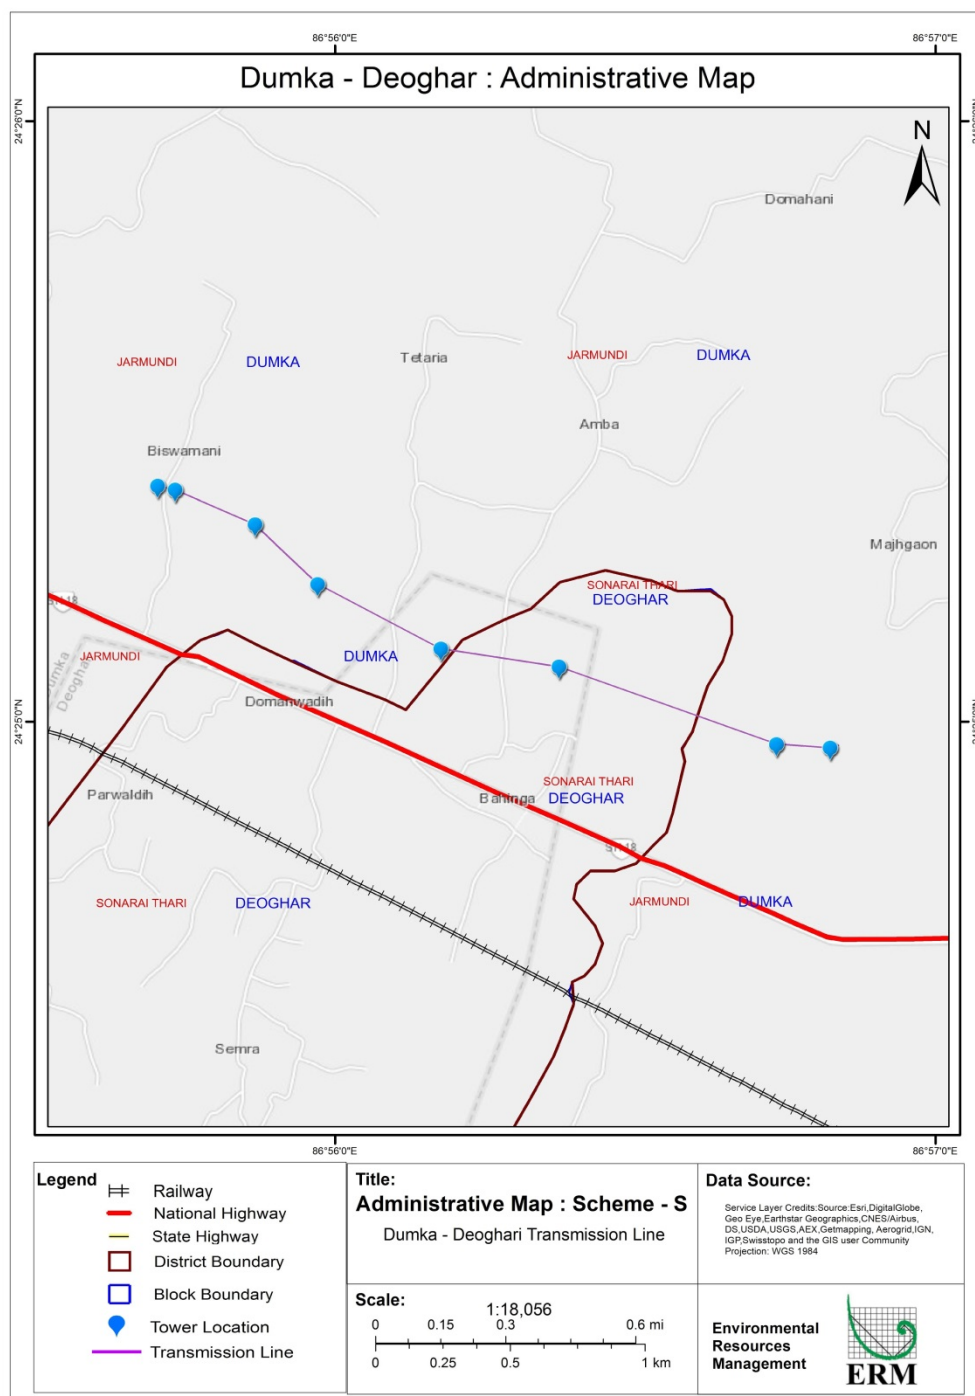 86°56'0"E
86°57'0"E
Dumka - Deoghar : Administrative Map
24°26'0"N
N
Domahani
JARMUNDI
DUMKA
Tetaria
JARMUNDI
DUMKA
Amba
Biswamani
Majhgaon
SONARAI THARI
DEOGHAR
JARMUNDI
DUMKA
Dumka
Domanwadih
24°25'0"N
SONARAI THARI
DEOGHAR
Parwaldih
Bahinga
SONARAI THARI
DEOGHAR
JARMUNDI
DUMKA
Semra
86°56'0"E
86°57'0"E
Legend
Railway
National Highway
State Highway
District Boundary
Block Boundary
Tower Location
Transmission Line
Title:
Administrative Map : Scheme - S
Dumka - Deoghari Transmission Line
Scale:
1:18,056
0 0.15 0.3 0.6 mi
0 0.25 0.5 1 km
Data Source:
Service Layer Credits:Source:Esri,DigitalGlobe,
Geo Eye,Earthstar Geographics,CNES/Airbus,
DS,USDA,USGS,AEX,Getmapping, Aerogrid,IGN,
IGP,Swisstopo and the GIS user Community
Projection: WGS 1984
Environmental
Resources
Management
ERM